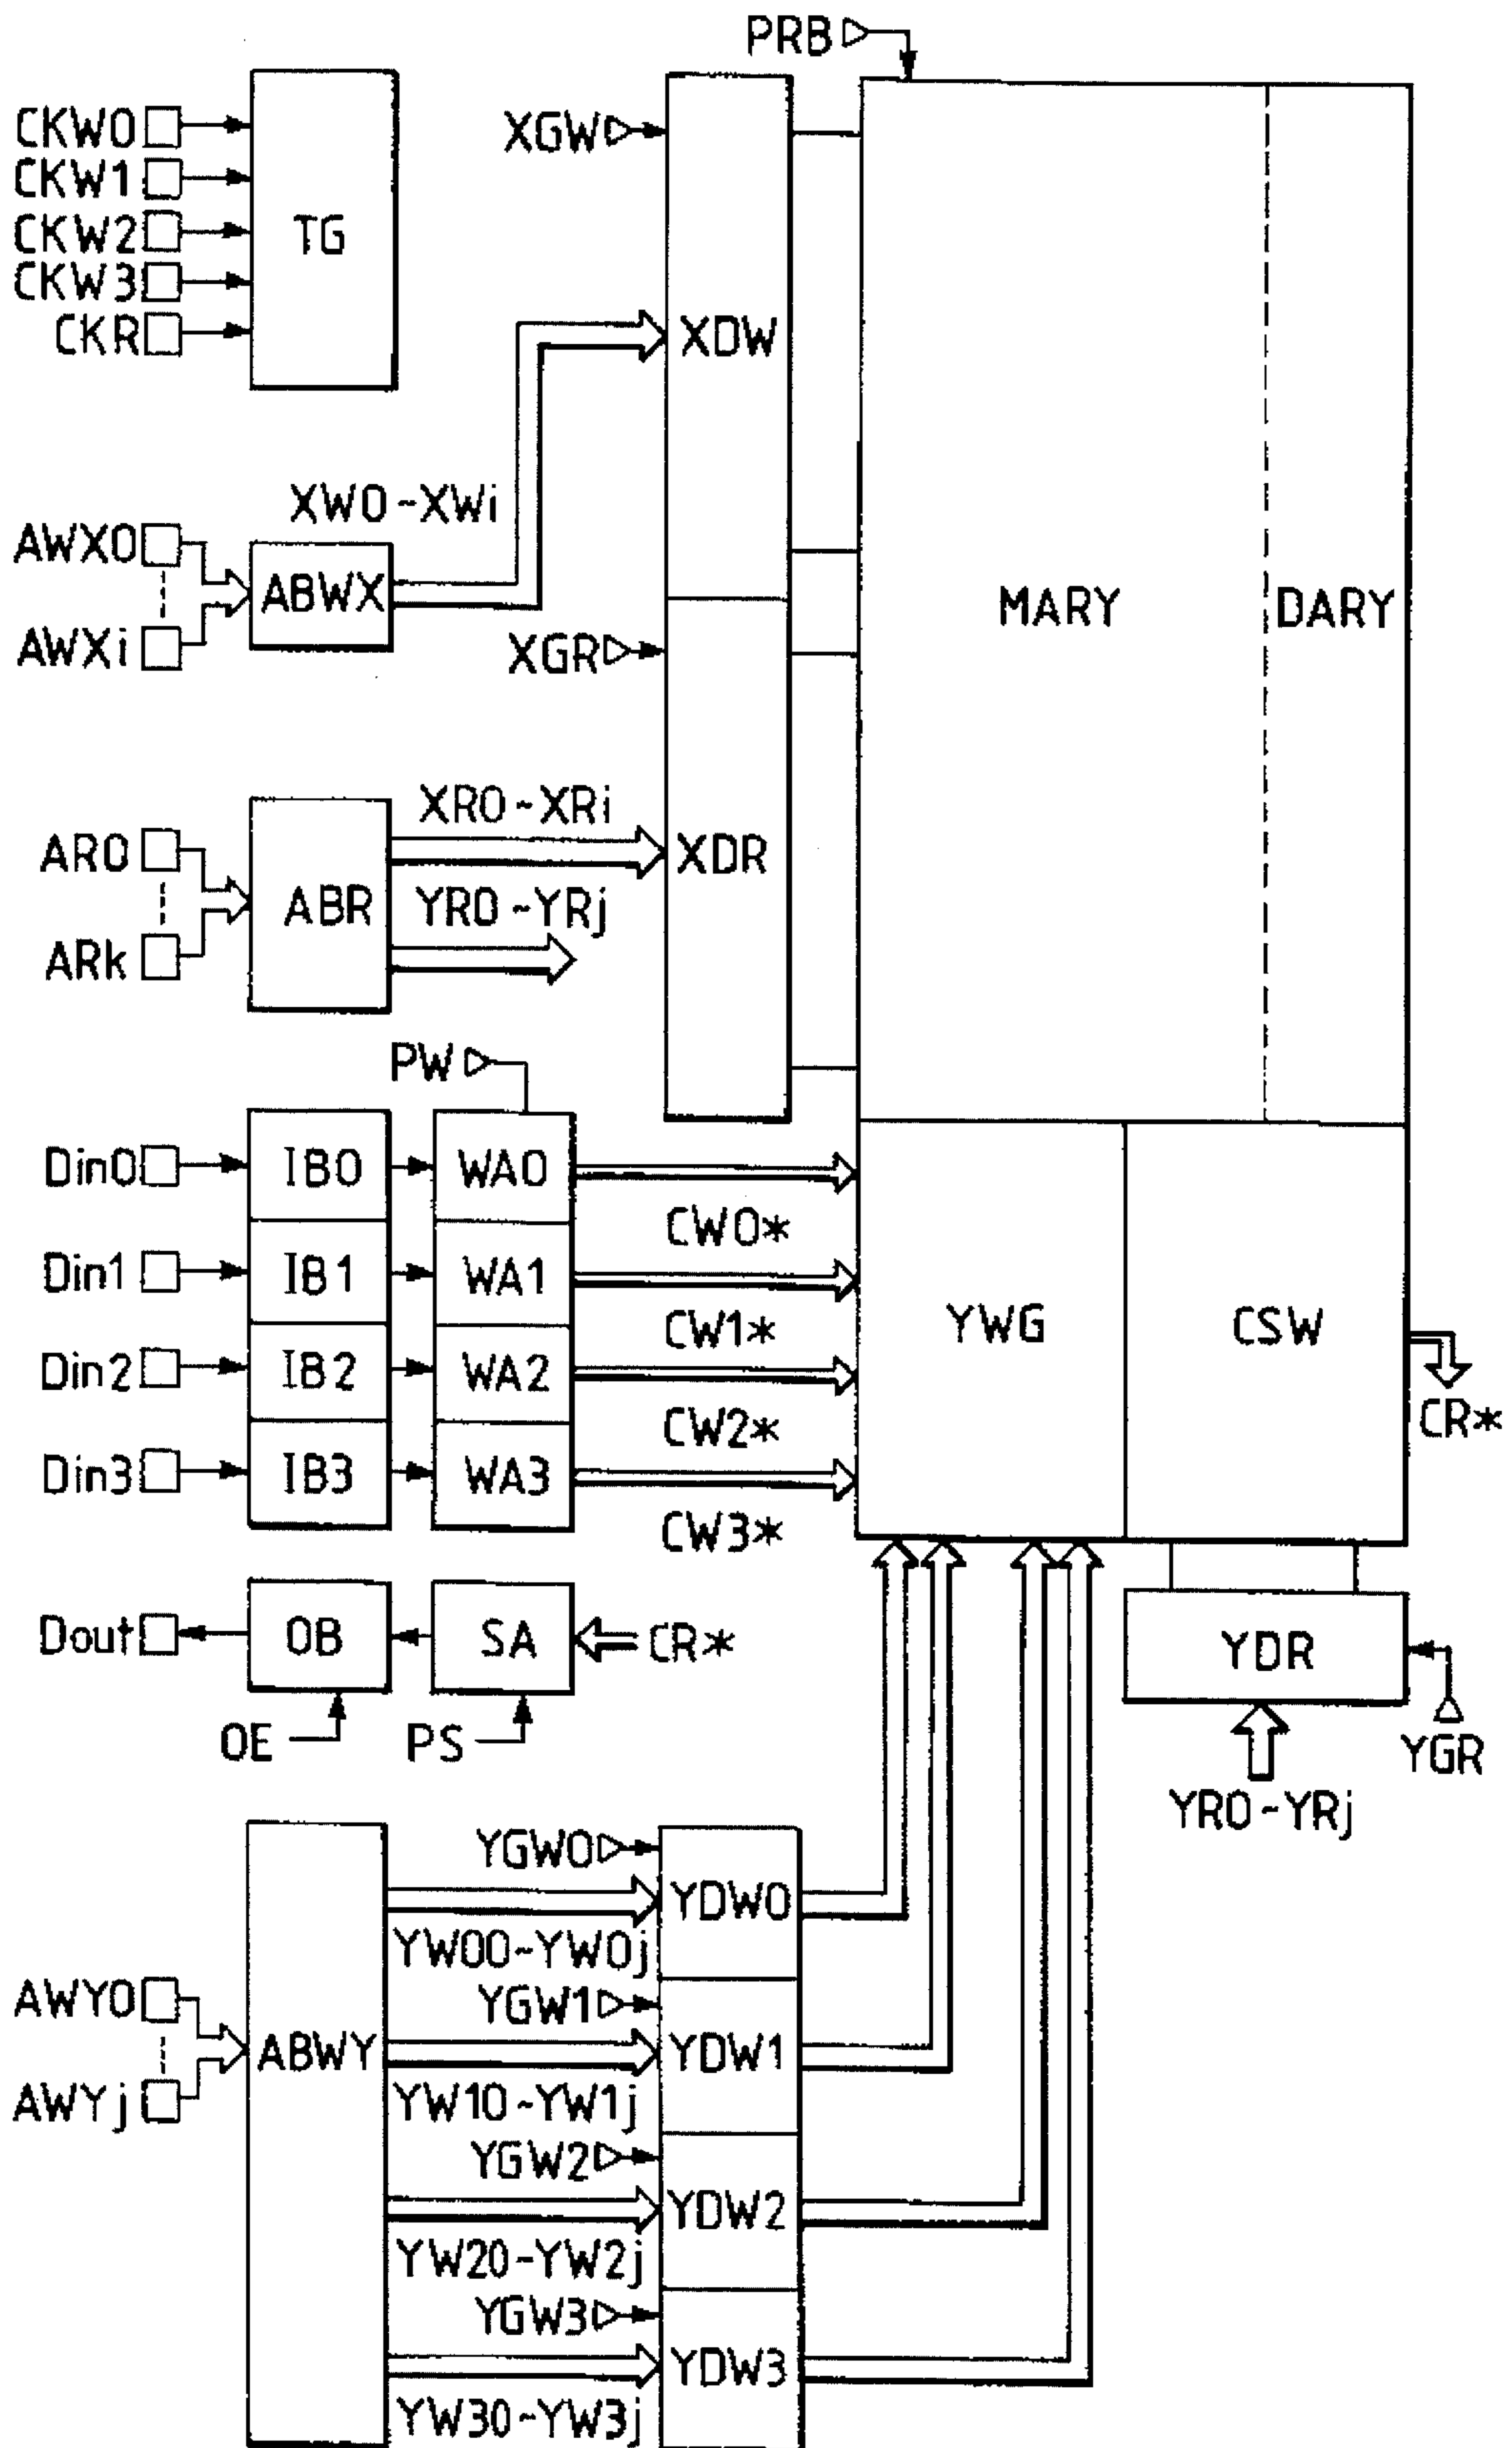 PRB
CKW0
CKW1
CKW2
CKW3
CKR
TG
XGW
XDW
XW0~XWi
AWX0
AWXi
ABWX
XGR
MARY
DARY
XR0~XRi
AR0
ARk
ABR
XDR
YR0~YRj
PW
Din0
IB0
WA0
CW0*
Din1
IB1
WA1
CW1*
YWG
CSW
Din2
IB2
WA2
CW2*
CR*
Din3
IB3
WA3
CW3*
Dout
OB
SA
CR*
YDR
OE
PS
YGR
YR0~YRj
YGW0
YDW0
YW00~YW0j
AWY0
AWYj
ABWY
YGW1
YDW1
YW10~YW1j
YGW2
YDW2
YW20~YW2j
YGW3
YDW3
YW30~YW3j